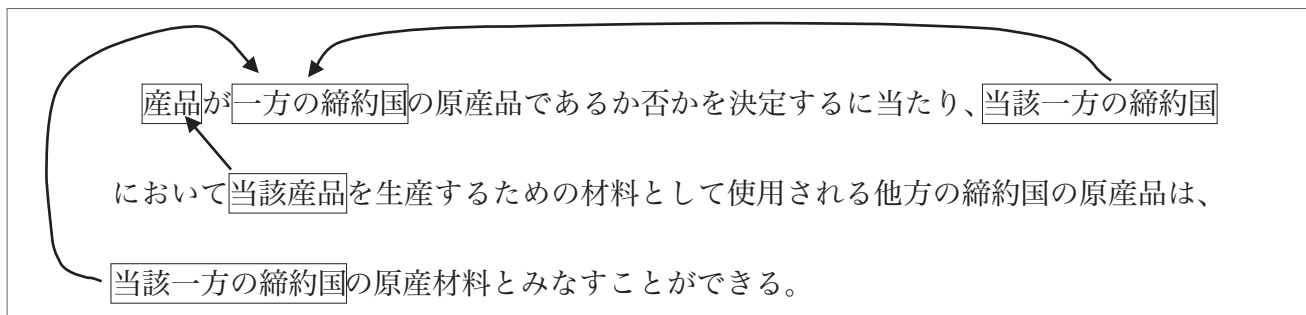 産品が一方の締約国の原産品であるか否かを決定するに当たり、当該一方の締約国
において当該産品を生産するための材料として使用される他方の締約国の原産品は、
当該一方の締約国の原産材料とみなすことができる。